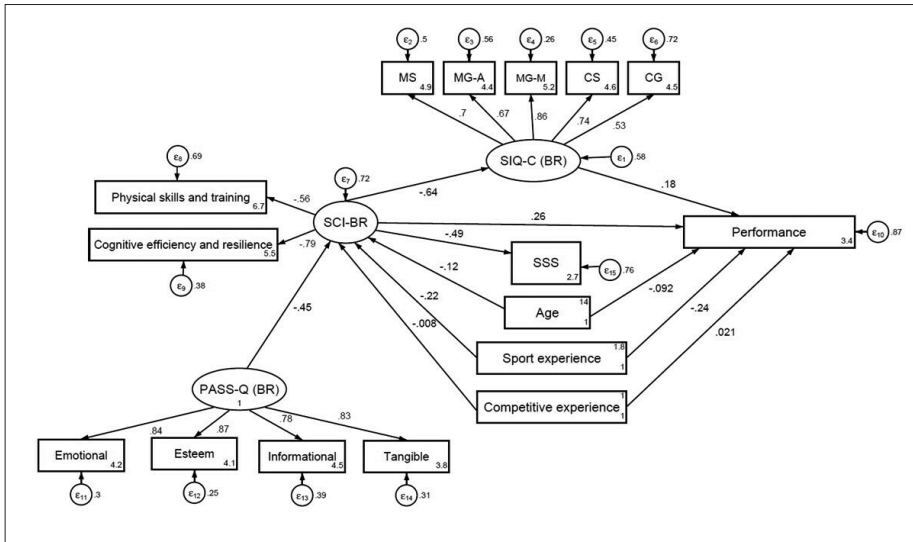 ε2 .5 ε3 .56 ε4 .26 ε5 .45 ε6 .72
MS 4.9 MG-A 4.4 MG-M 5.2 CS 4.6 CG 4.5
.7 .67 .86 .74 .53
SIQ-C (BR) ε1 .58
ε8 .69
ε7 .72
Physical skills and training 6.7 -.56 -.64 .18
SCI-BR .26 Performance 3.4 ε10 .87
Cognitive efficiency and resilience 5.5 -.79 -.49
SSS 2.7 ε15 .76
ε9 .38
-.12 Age 14 1 -.092
-.45 -.22 -.24
-.008 Sport experience 1.8 1 .021
PASS-Q (BR) 1
Competitive experience 1 1
.84 .87 .78 .83
Emotional 4.2 Esteem 4.1 Informational 4.5 Tangible 3.8
ε11 .3 ε12 .25 ε13 .39 ε14 .31